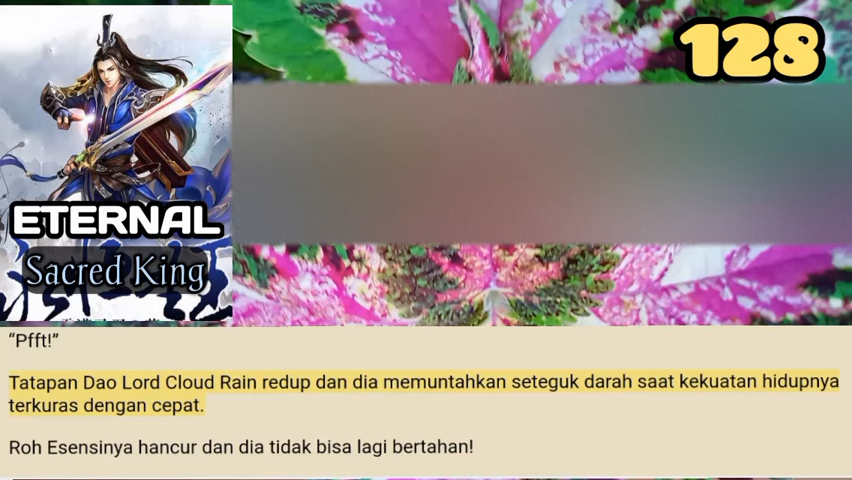 128
ETERNAL
Sacred King
“Pfft!”
Tatapan Dao Lord Cloud Rain redup dan dia memuntahkan seteguk darah saat kekuatan hidupnya
terkuras dengan cepat.
Roh Esensinya hancur dan dia tidak bisa lagi bertahan!